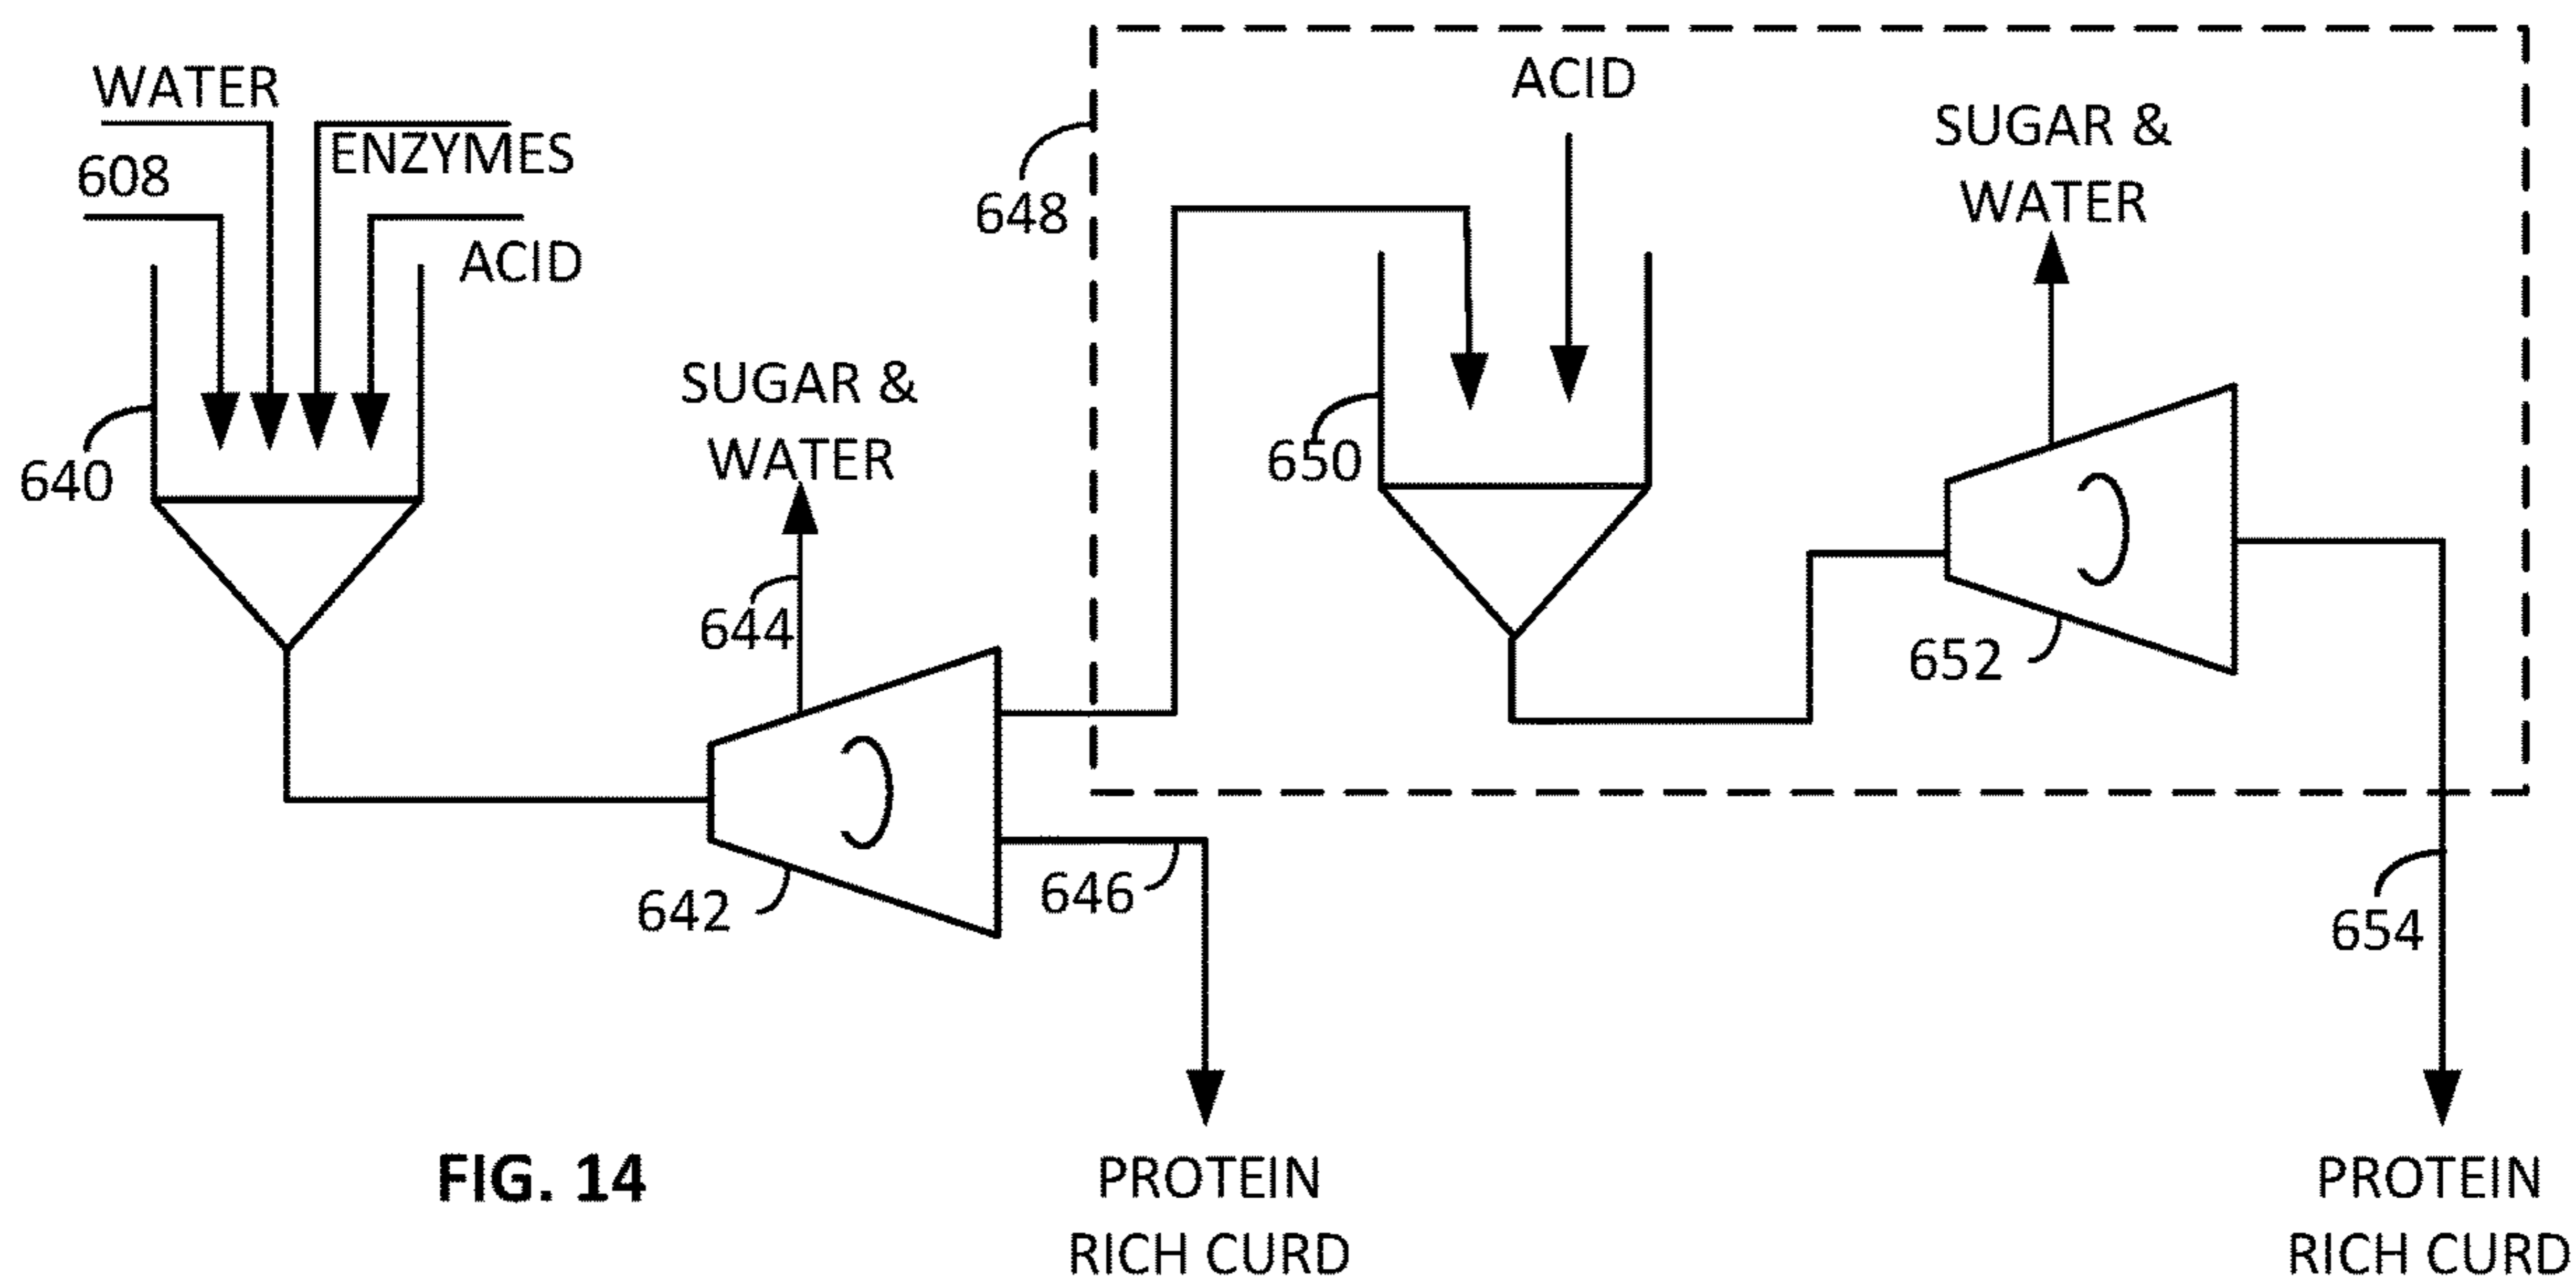 WATER
608
ENZYMES
ACID
640
SUGAR &
WATER
644
642
646
PROTEIN
RICH CURD
648
ACID
650
SUGAR &
WATER
652
654
PROTEIN
RICH CURD
FIG. 14